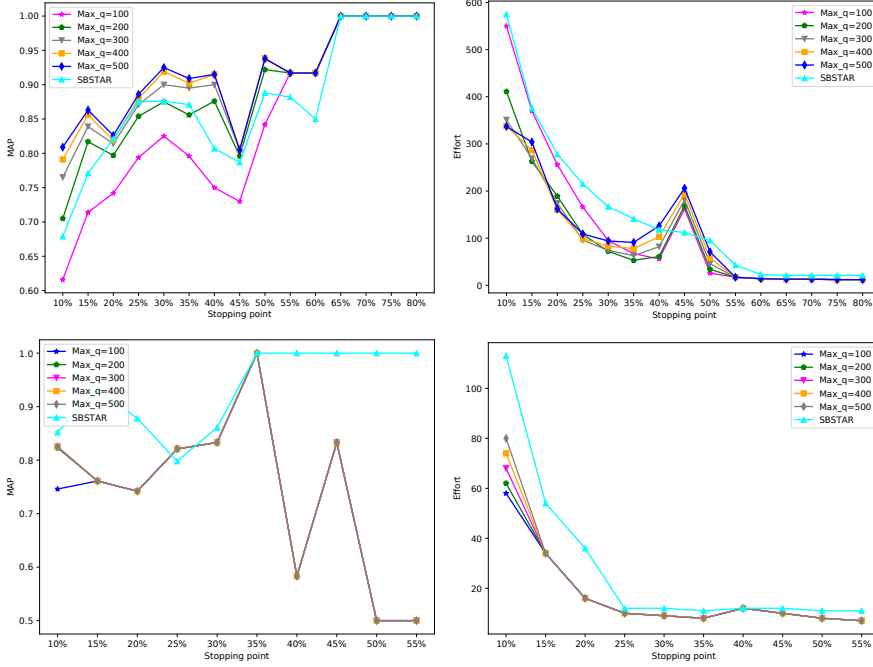 1.00
0.95
0.90
0.85
0.80
0.75
0.70
0.65
0.60
MAP
Max_q=100
Max_q=200
Max_q=300
Max_q=400
Max_q=500
SBSTAR
10% 15% 20% 25% 30% 35% 40% 45% 50% 55% 60% 65% 70% 75% 80%
Stopping point
600
500
400
300
200
100
0
Effort
Max_q=100
Max_q=200
Max_q=300
Max_q=400
Max_q=500
SBSTAR
10% 15% 20% 25% 30% 35% 40% 45% 50% 55% 60% 65% 70% 75% 80%
Stopping point
1.0
0.9
0.8
0.7
0.6
0.5
MAP
Max_q=100
Max_q=200
Max_q=300
Max_q=400
Max_q=500
SBSTAR
10% 15% 20% 25% 30% 35% 40% 45% 50% 55%
Stopping point
100
80
60
40
20
Effort
Max_q=100
Max_q=200
Max_q=300
Max_q=400
Max_q=500
SBSTAR
10% 15% 20% 25% 30% 35% 40% 45% 50% 55%
Stopping point